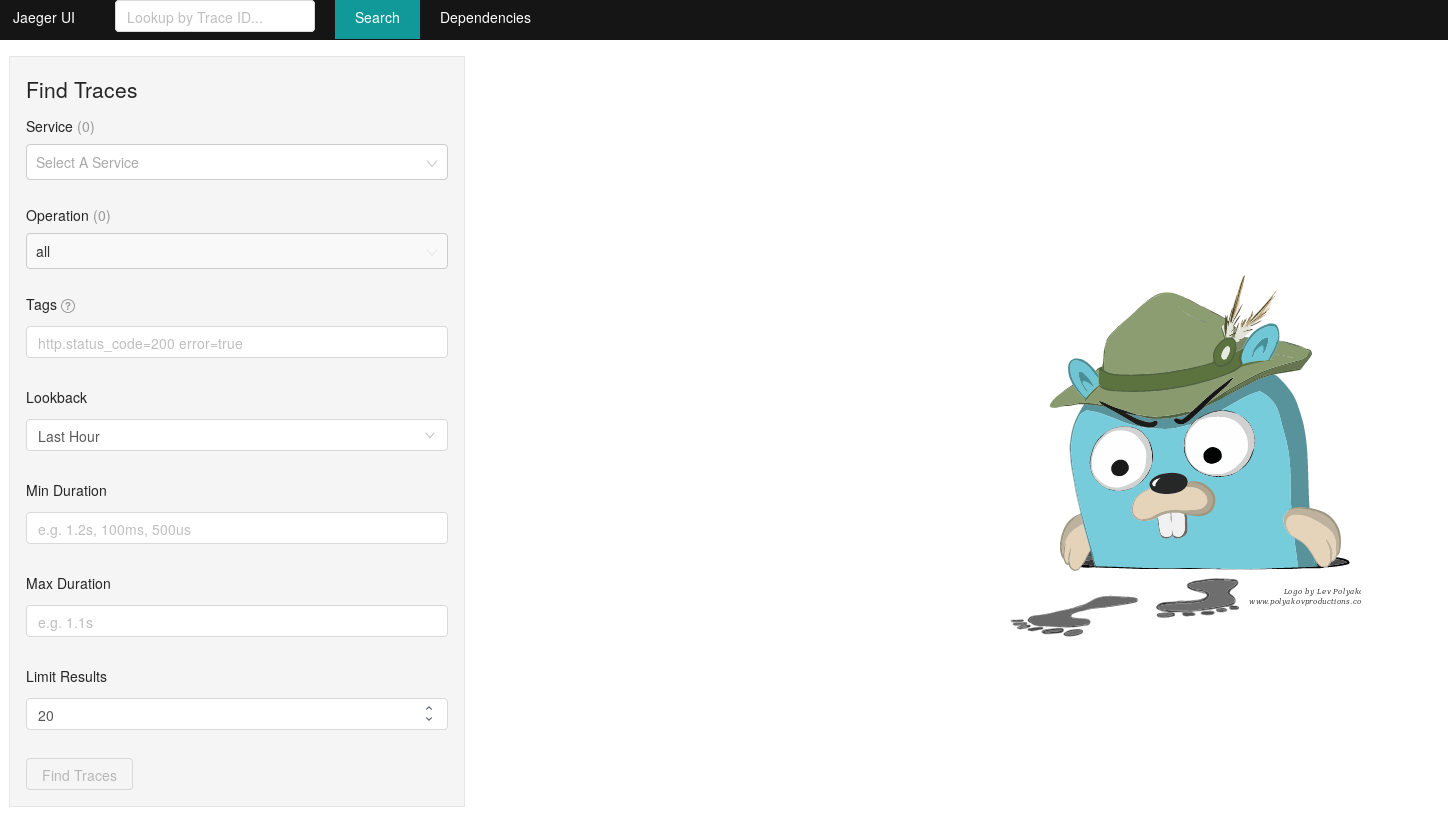 Jaeger UI
Lookup by Trace ID...
Search
Dependencies
Find Traces
Service (0)
Select A Service
Operation (0)
all
Tags ?
http.status_code=200 error=true
Lookback
Last Hour
Min Duration
e.g. 1.2s, 100ms, 500us
Max Duration
e.g. 1.1s
Limit Results
20
Find Traces
Logo by Lev Polyak
www.polyakovproductions.co